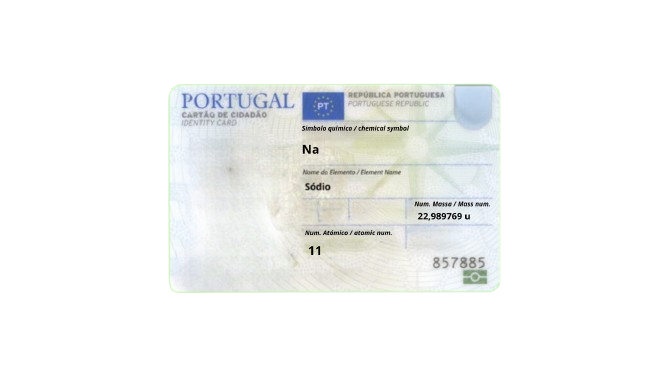 PORTUGAL
CARTÃO DE CIDADÃO
IDENTITY CARD
PT
REPÚBLICA PORTUGUESA
PORTUGUESE REPUBLIC
Símbolo químico / chemical symbol
Na
Nome do Elemento / Element Name
Sódio
Num. Massa / Mass num.
22,989769 u
Num. Atómico / atomic num.
11
857885